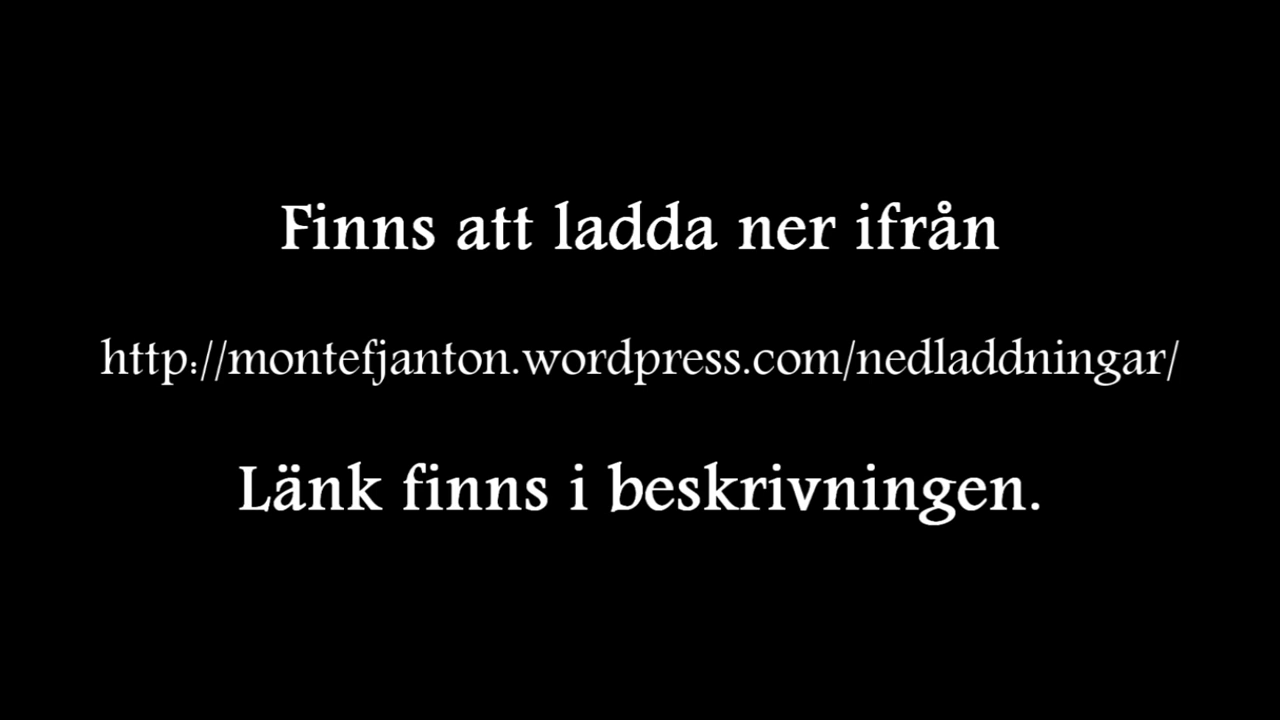 Finns att ladda ner ifrån
http://montefjanton.wordpress.com/nedladdningar/
Länk finns i beskrivningen.